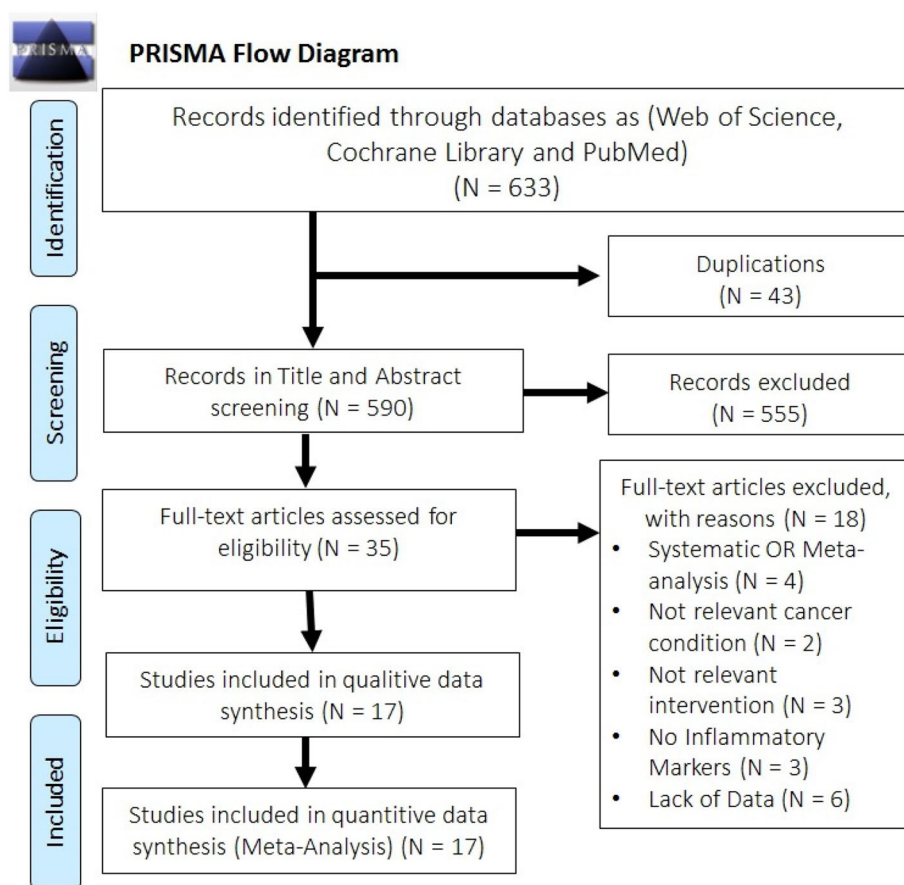 PRISMA
PRISMA Flow Diagram
Identification
Records identified through databases as (Web of Science,
Cochrane Library and PubMed)
(N = 633)
Duplications
(N = 43)
Screening
Records in Title and Abstract
screening (N = 590)
Records excluded
(N = 555)
Eligibility
Full-text articles assessed for
eligibility (N = 35)
Full-text articles excluded,
with reasons (N = 18)
• Systematic OR Meta-
analysis (N = 4)
• Not relevant cancer
condition (N = 2)
• Not relevant
intervention (N = 3)
• No Inflammatory
Markers (N = 3)
• Lack of Data (N = 6)
Studies included in qualitive data
synthesis (N = 17)
Included
Studies included in quantitive data
synthesis (Meta-Analysis) (N = 17)